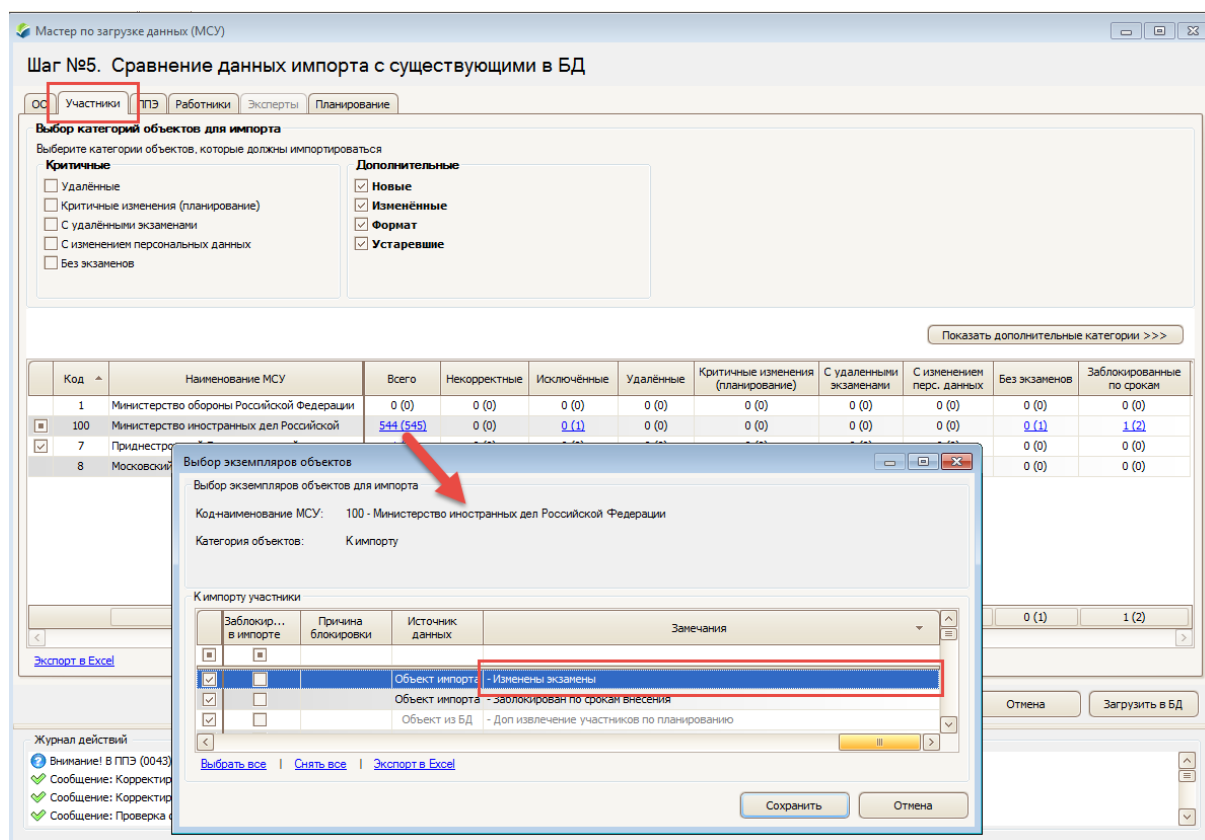 Мастер по загрузке данных (МСУ)
Шаг №5. Сравнение данных импорта с существующими в БД
ОО Участники ППЭ Работники Эксперты Планирование
Выбор категорий объектов для импорта
Выберите категории объектов, которые должны импортироваться
Критичные Дополнительные
Удалённые Новые
Критичные изменения (планирование) Изменённые
С удалёнными экзаменами Формат
С изменением персональных данных Устаревшие
Без экзаменов
Показать дополнительные категории >>>
Код Наименование МСУ Всего Некорректные Исключённые Удалённые Критичные изменения (планирование) С удаленными экзаменами С изменением перс. данных Без экзаменов Заблокированные по срокам
1 Министерство обороны Российской Федерации 0 (0) 0 (0) 0 (0) 0 (0) 0 (0) 0 (0) 0 (0) 0 (0) 0 (0)
100 Министерство иностранных дел Российской 544 (545) 0 (0) 0 (1) 0 (0) 0 (0) 0 (0) 0 (0) 0 (1) 1 (2)
7 0 (0) 0 (0)
8 Московский 0 (0) 0 (0)
Выбор экземпляров объектов
Выбор экземпляров объектов для импорта
Код-наименование МСУ: 100 - Министерство иностранных дел Российской Федерации
Категория объектов: К импорту
К импорту участники
Заблокир... в импорте Причина блокировки Источник данных Замечания
Объект импорта - Изменены экзамены
Объект импорта - Заблокирован по срокам внесения
Объект из БД - Доп извлечение участников по планированию
Выбрать все | Снять все | Экспорт в Excel
Сохранить Отмена
0 (1) 1 (2)
Экспорт в Excel
Отмена Загрузить в БД
Журнал действий
Внимание! В ППЭ (0043)
Сообщение: Корректир
Сообщение: Корректир
Сообщение: Проверка